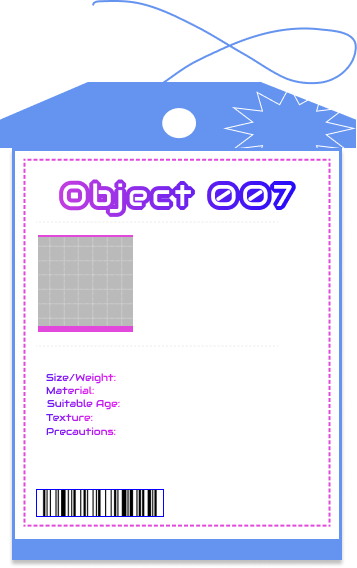 Object 007
Size/Weight:
Material:
Suitable Age:
Texture:
Precautions: